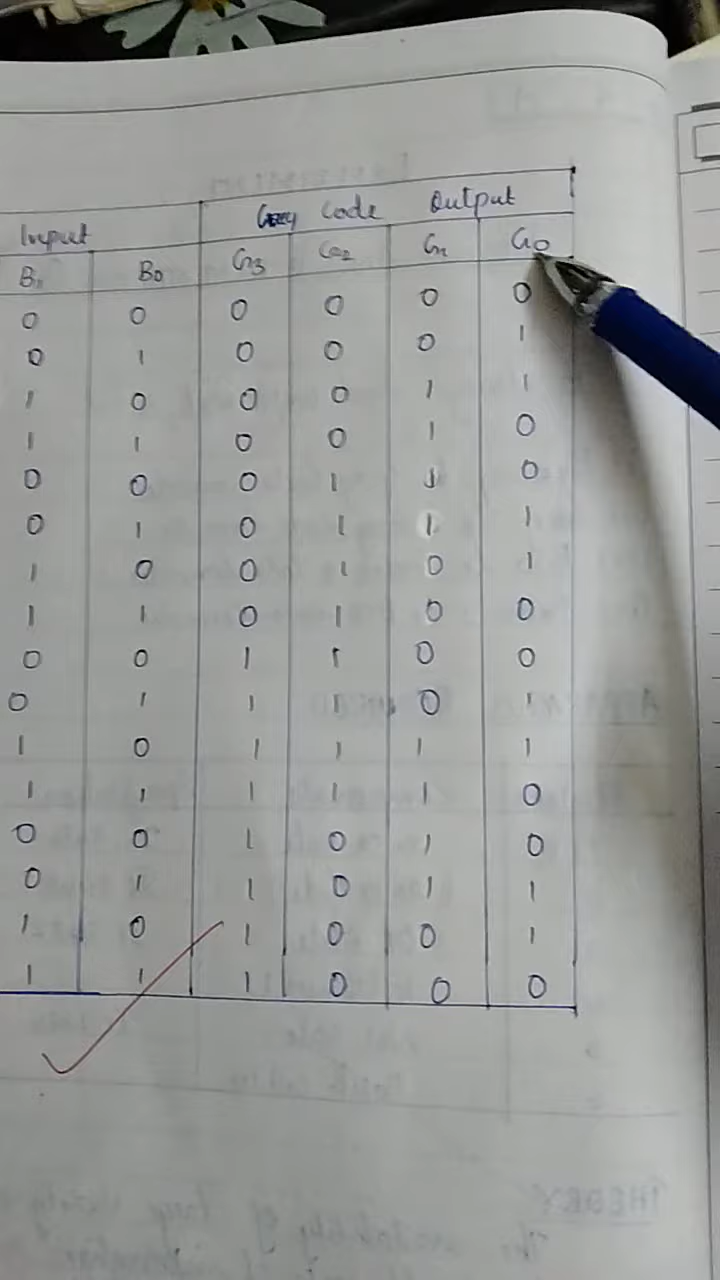 Input Grey Code Output
B1 B0 G3 G2 G1 G0
0 0 0 0 0 0
0 1 0 0 0 1
1 0 0 0 1 1
1 1 0 0 1 0
0 0 0 1 1 0
0 1 0 1 1 1
1 0 0 1 0 1
1 1 0 1 0 0
0 0 1 1 0 0
0 1 1 1 0 1
1 0 1 1 1 1
1 1 1 1 1 0
0 0 1 0 1 0
0 1 1 0 1 1
1 0 1 0 0 1
1 1 1 0 0 0
THEORY